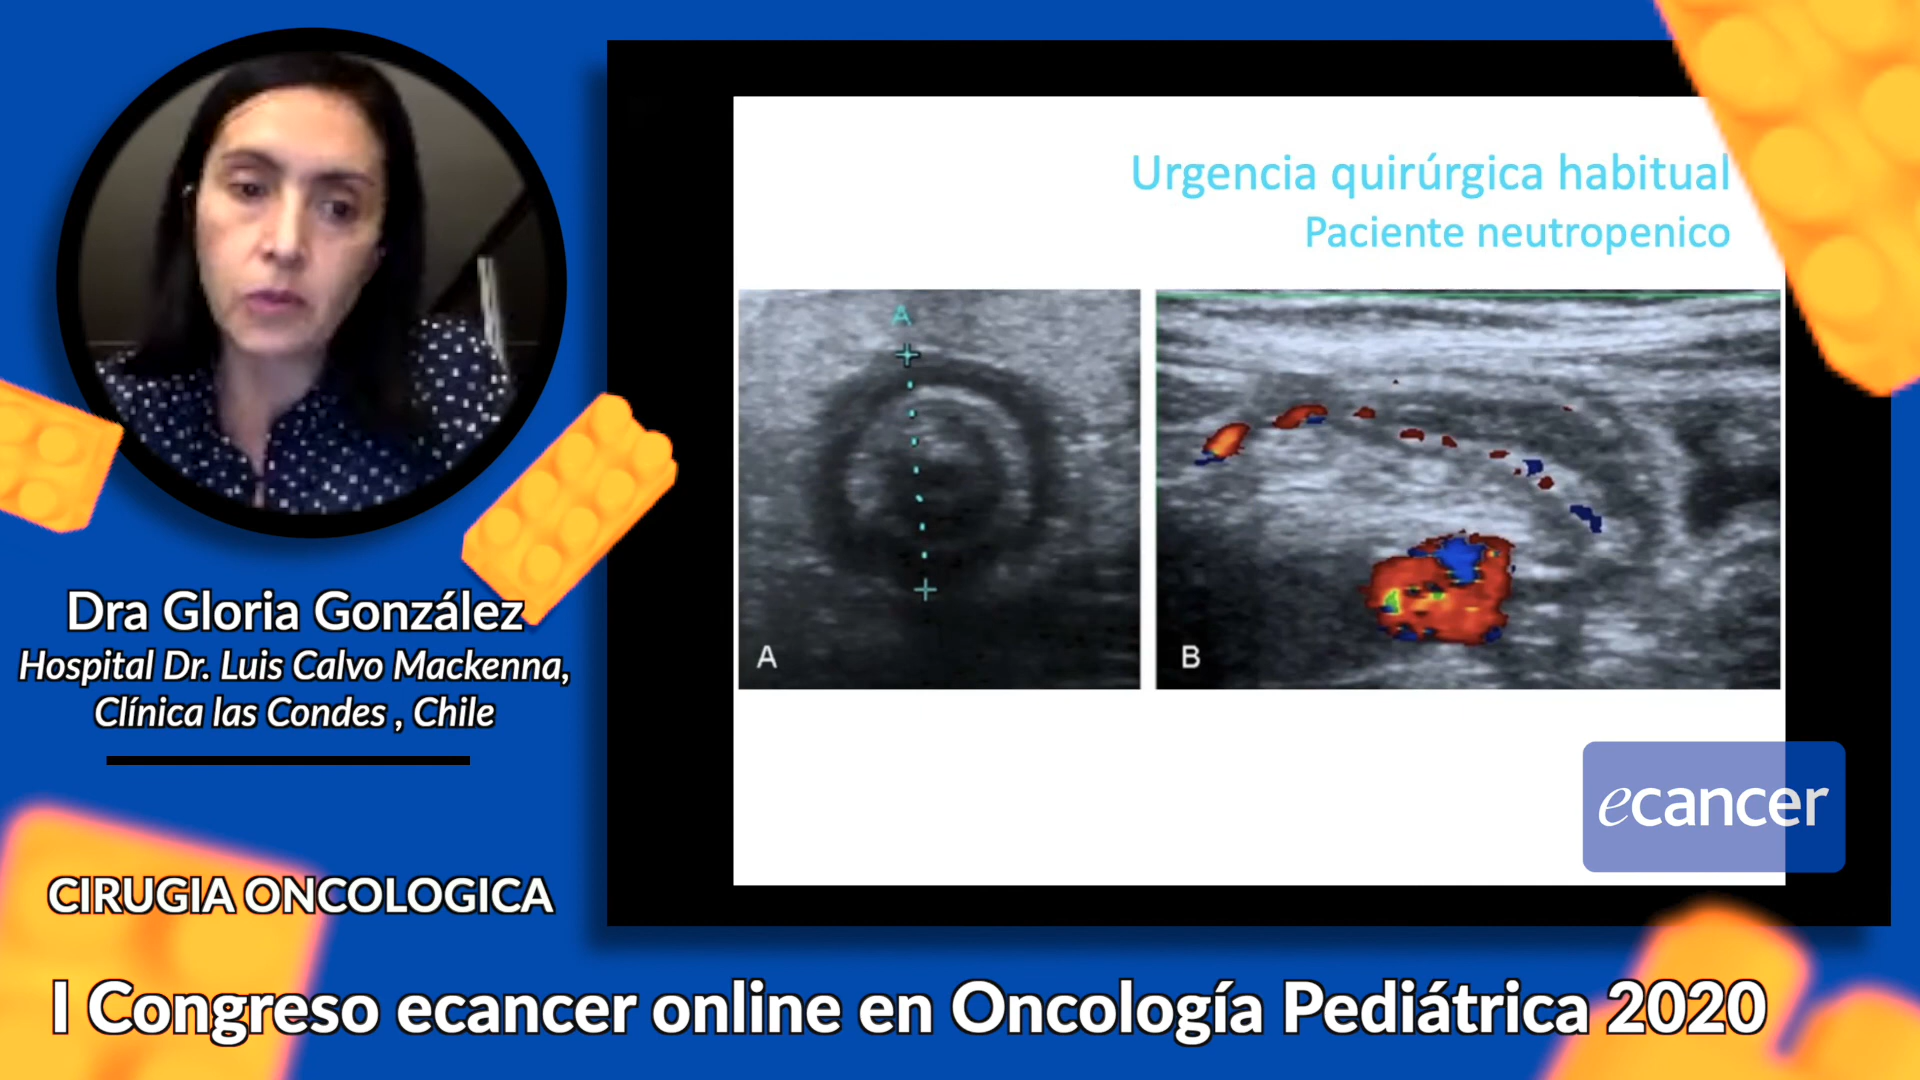 Urgencia quirúrgica habitual
Paciente neutropenico
A
A
B
Dra Gloria González
Hospital Dr. Luis Calvo Mackenna,
Clínica las Condes , Chile
ecancer
CIRUGIA ONCOLOGICA
I Congreso ecancer online en Oncología Pediátrica 2020